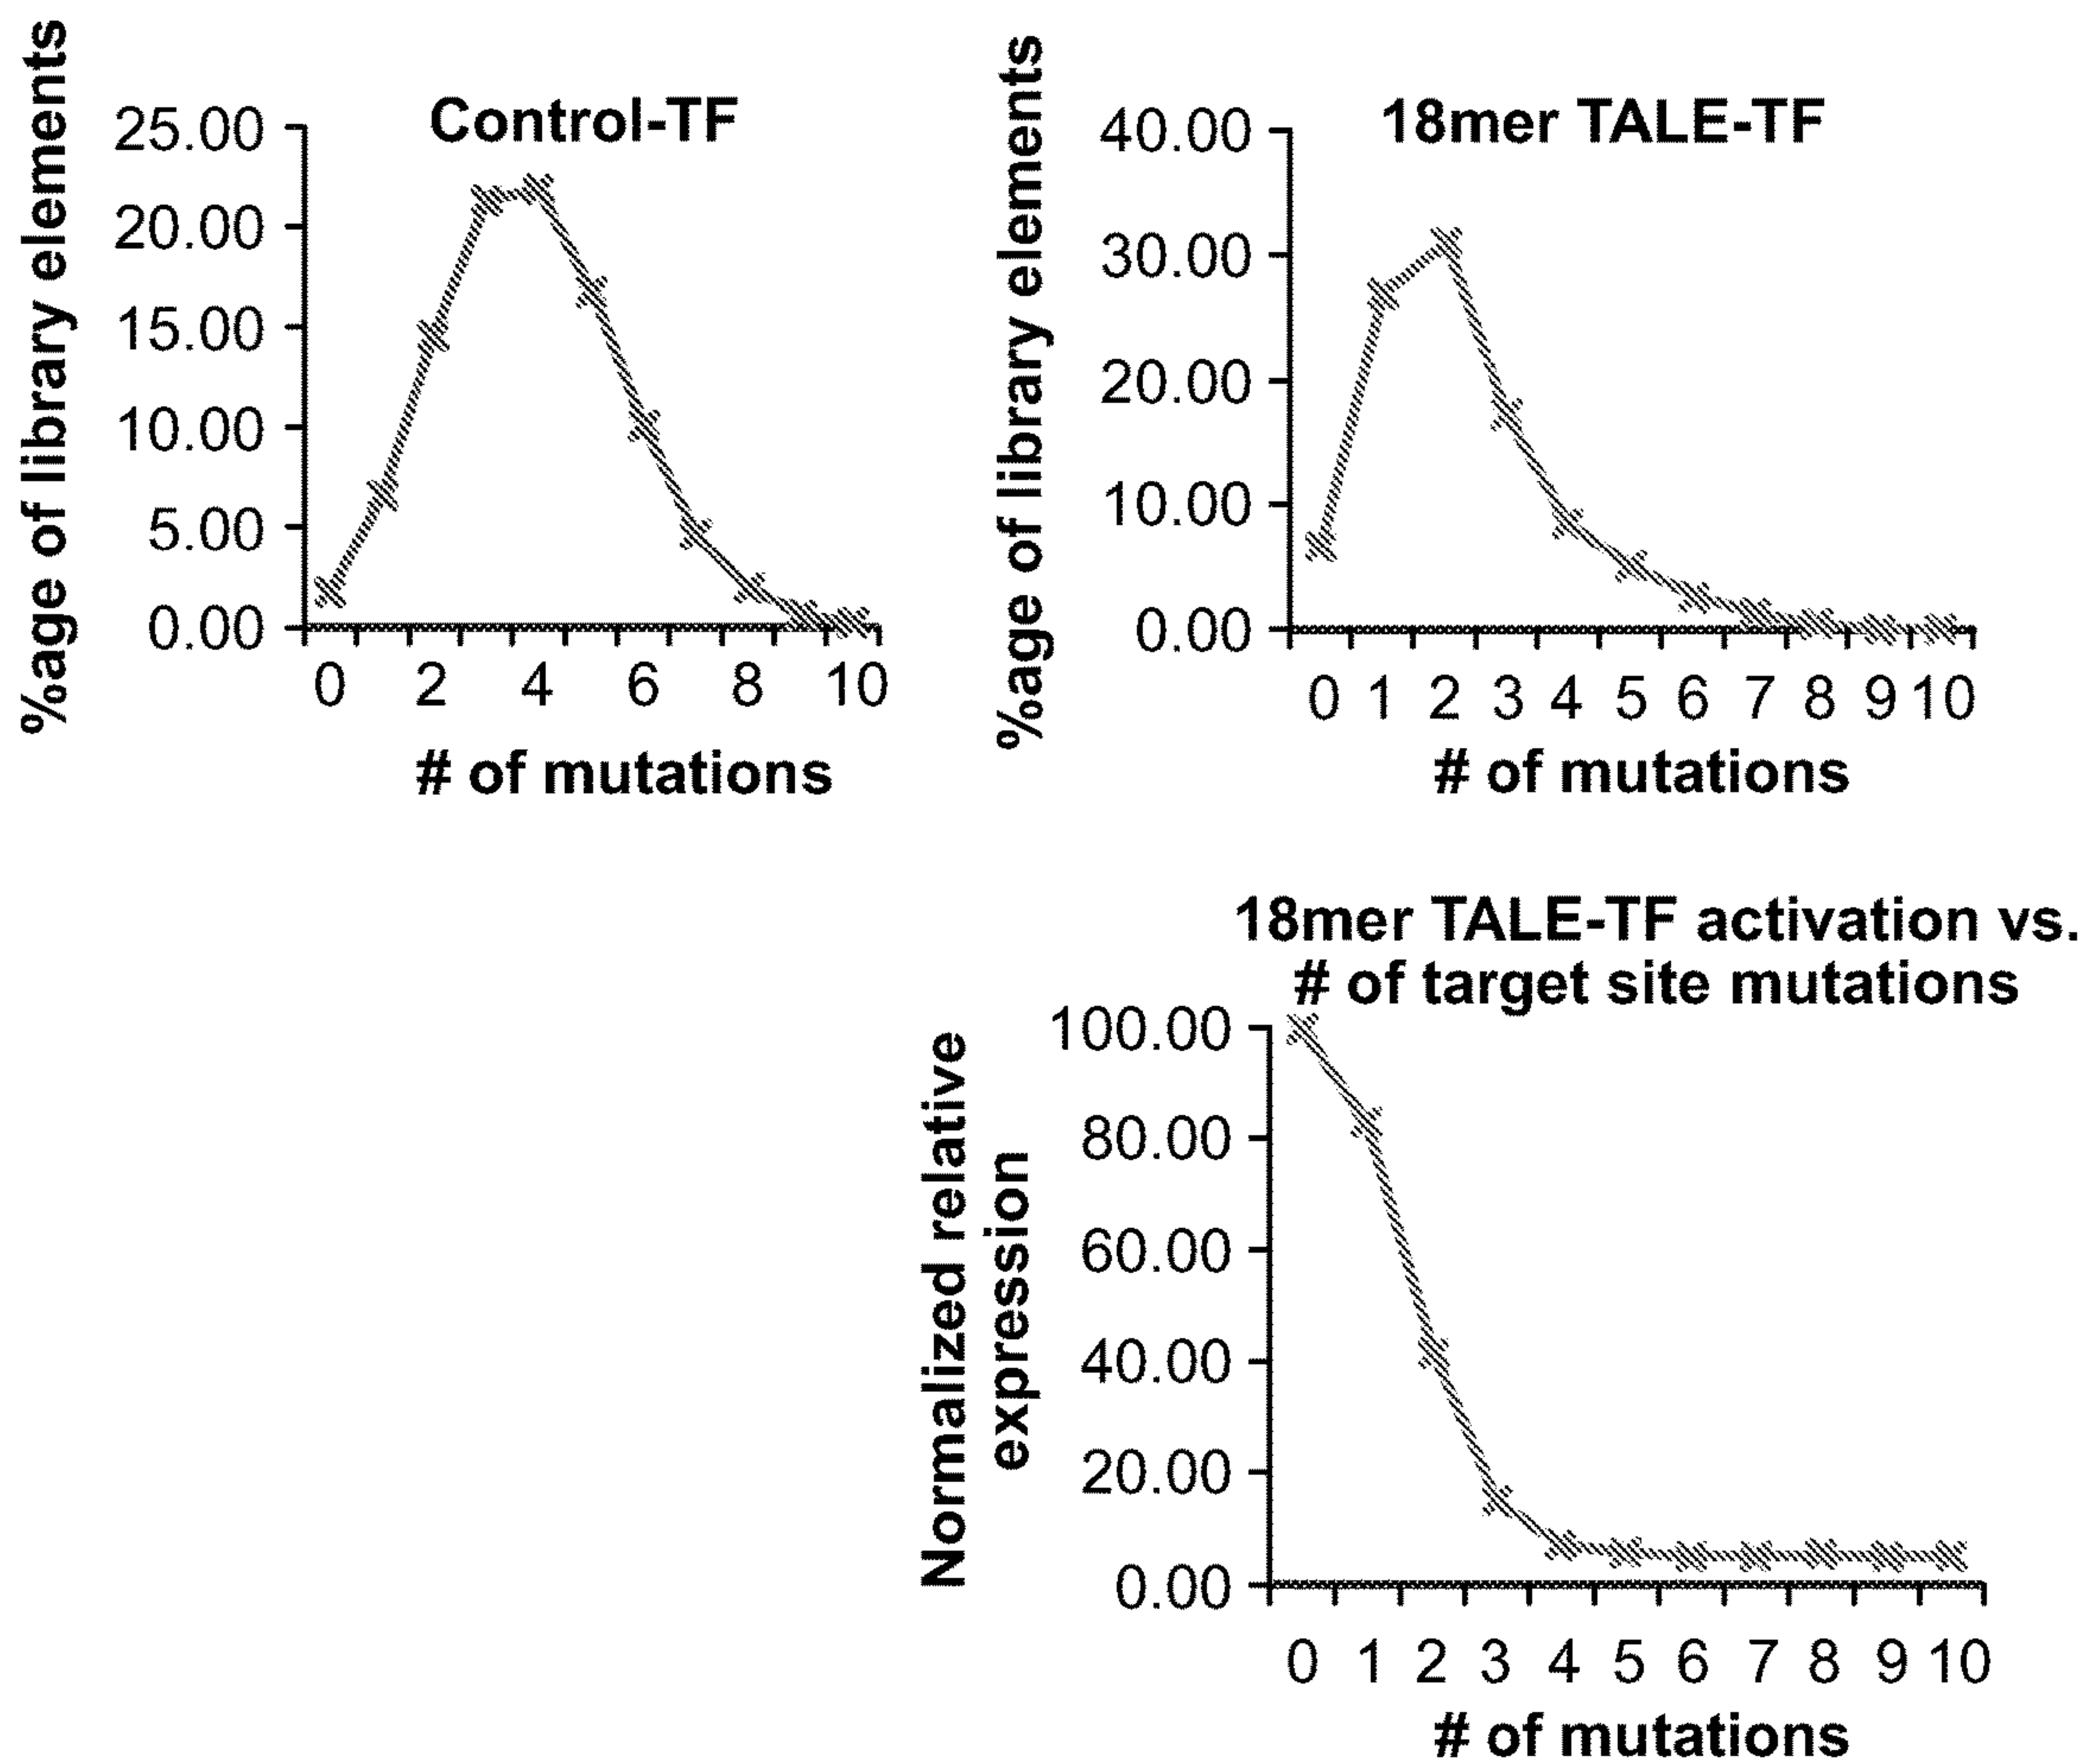 Control-TF
%age of library elements
25.00
20.00
15.00
10.00
5.00
0.00
0 2 4 6 8 10
# of mutations
18mer TALE-TF
%age of library elements
40.00
30.00
20.00
10.00
0.00
0 1 2 3 4 5 6 7 8 9 10
# of mutations
18mer TALE-TF activation vs.
# of target site mutations
Normalized relative
expression
100.00
80.00
60.00
40.00
20.00
0.00
0 1 2 3 4 5 6 7 8 9 10
# of mutations